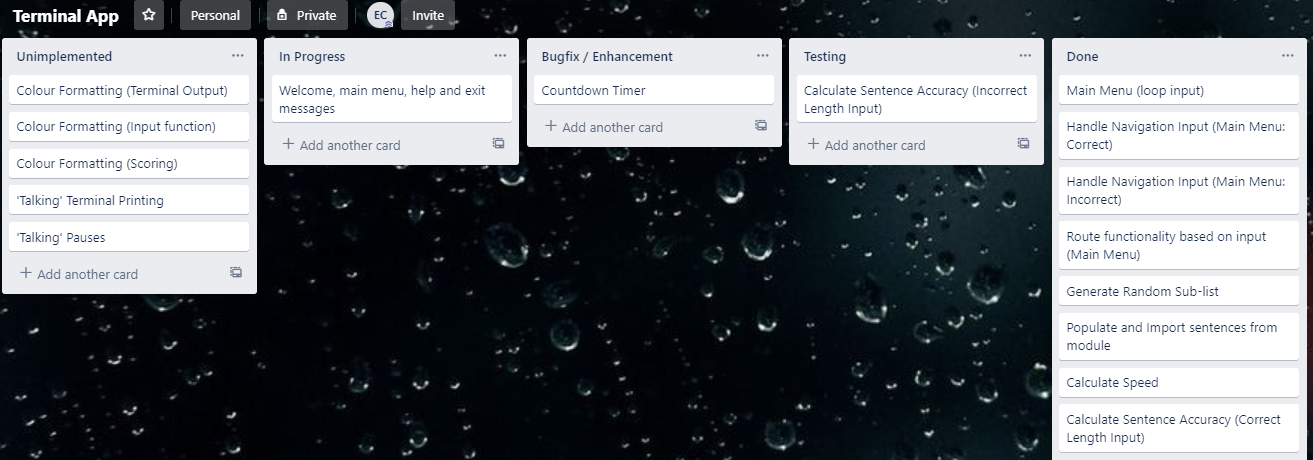 Terminal App
Personal
Private
EC
Invite
Unimplemented
Colour Formatting (Terminal Output)
Colour Formatting (Input function)
Colour Formatting (Scoring)
'Talking' Terminal Printing
'Talking' Pauses
+ Add another card
In Progress
Welcome, main menu, help and exit
messages
+ Add another card
Bugfix / Enhancement
Countdown Timer
+ Add another card
Testing
Calculate Sentence Accuracy (Incorrect
Length Input)
+ Add another card
Done
Main Menu (loop input)
Handle Navigation Input (Main Menu:
Correct)
Handle Navigation Input (Main Menu:
Incorrect)
Route functionality based on input
(Main Menu)
Generate Random Sub-list
Populate and Import sentences from
module
Calculate Speed
Calculate Sentence Accuracy (Correct
Length Input)